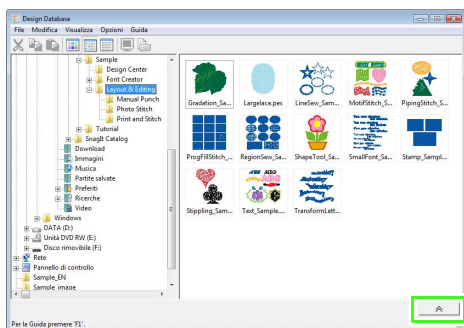 Design Database
File Modifica Visualizza Opzioni Guida
Sample
Design Center
Font Creator
Layout & Editing
Manual Punch
Photo Stitch
Print and Stitch
Tutorial
SnagIt Catalog
Download
Immagini
Musica
Partite salvate
Preferiti
Ricerche
Video
Windows
DATA (D:)
Unità DVD RW (E:)
Disco rimovibile (F:)
Rete
Pannello di controllo
Sample_EN
Sample image
Gradation_Sa... Largelace.pes LineSew_Sam... MotifStitch_S... PipingStitch_S...
ProgFillStitch_... RegionSew_Sa... ShapeTool_Sa... SmallFont_Sa... Stamp_Sampl...
Stippling_Sam... Text_Sample.... TransformLett...
Per la Guida premere 'F1'.